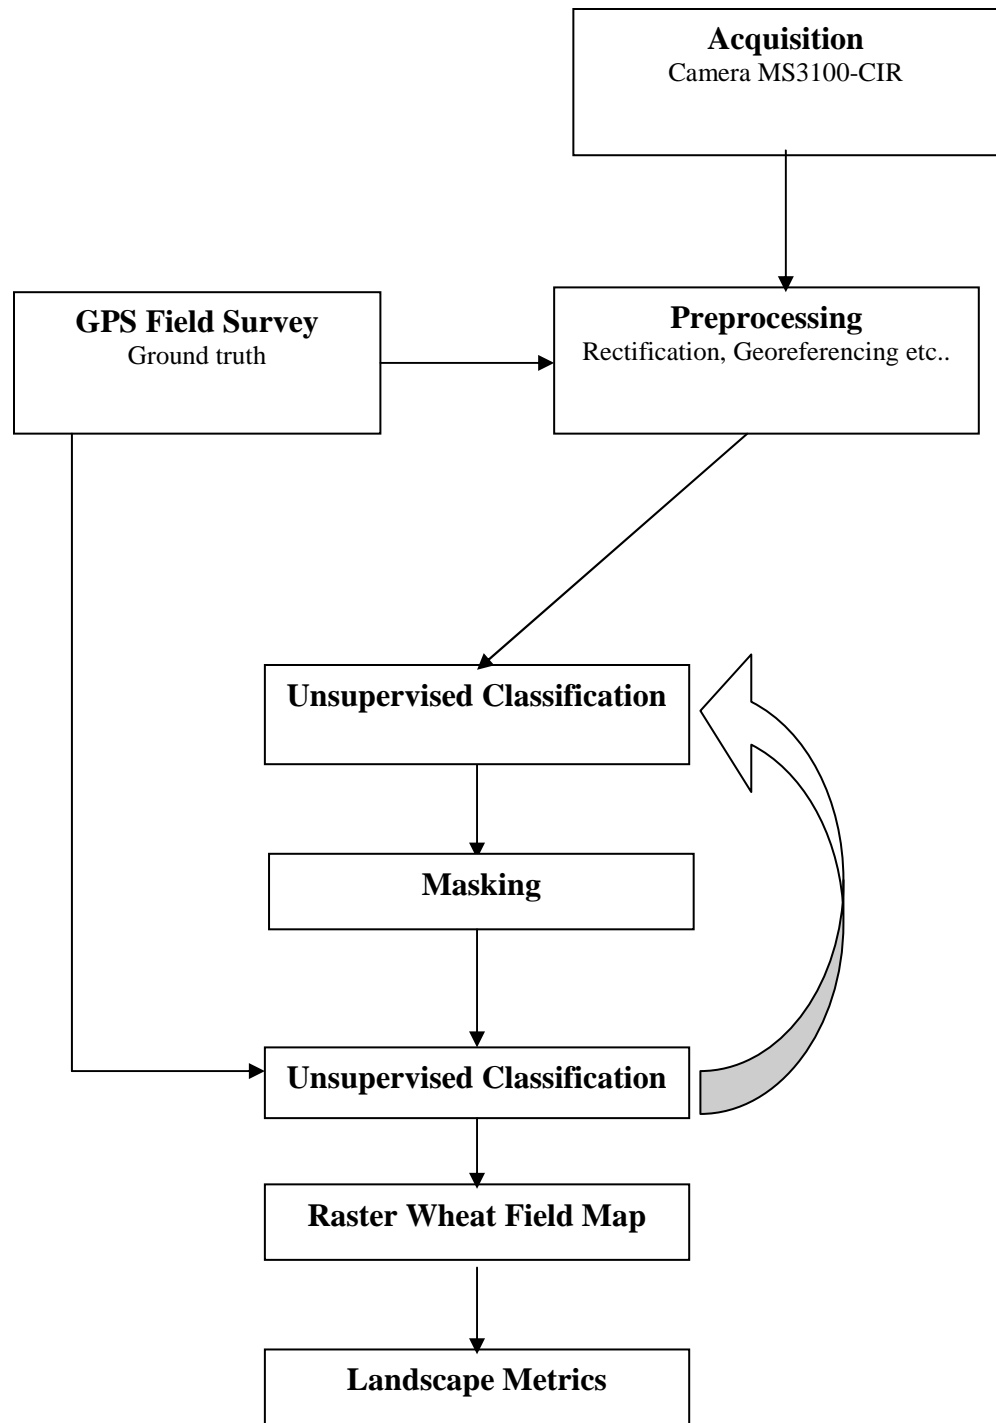 Acquisition
Camera MS3100-CIR
GPS Field Survey
Ground truth
Preprocessing
Rectification, Georeferencing etc..
Unsupervised Classification
Masking
Unsupervised Classification
Raster Wheat Field Map
Landscape Metrics